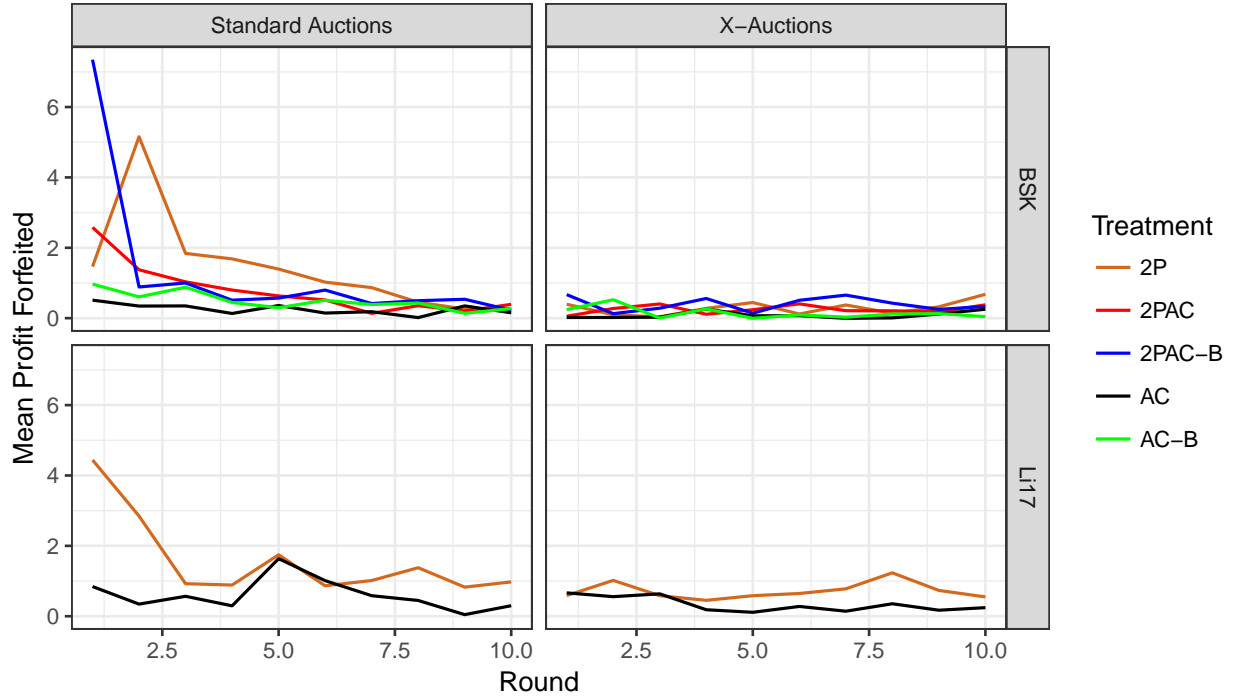 Standard Auctions
X−Auctions
6
4
2
0
BSK
6
4
2
0
Li17
Mean Profit Forfeited
2.5
5.0
7.5
10.0
2.5
5.0
7.5
10.0
Round
Treatment
2P
2PAC
2PAC−B
AC
AC−B